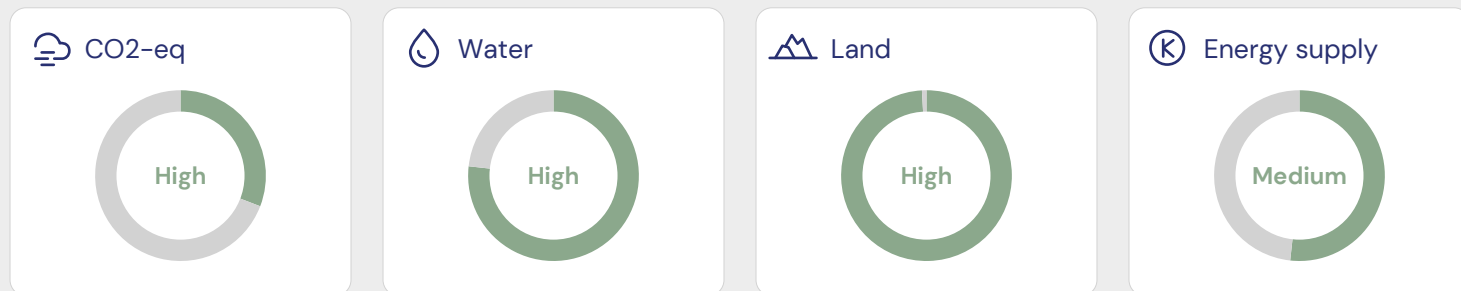 CO2-eq
High
Water
High
Land
High
Energy supply
Medium